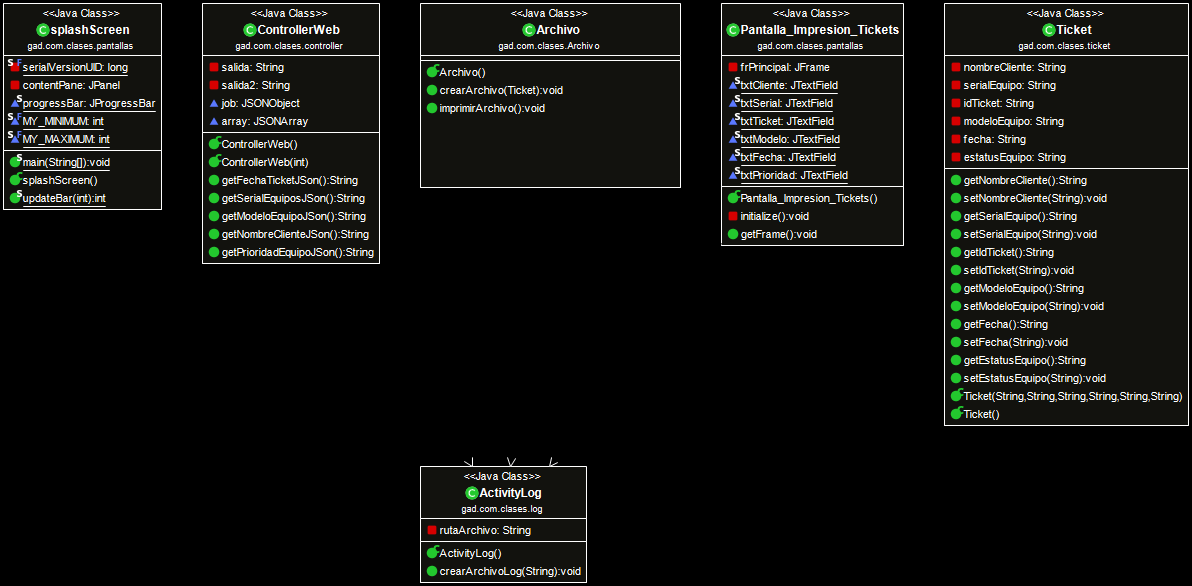 <<Java Class>>
splashScreen
gad.com.clases.pantallas
serialVersionUID: long
contentPane: JPanel
progressBar: JProgressBar
MY_MINIMUM: int
MY_MAXIMUM: int
main(String[]):void
splashScreen()
updateBar(int):int
<<Java Class>>
ControllerWeb
gad.com.clases.controller
salida: String
salida2: String
job: JSONObject
array: JSONArray
ControllerWeb()
ControllerWeb(int)
getFechaTicketJSon():String
getSerialEquiposJSon():String
getModeloEquipoJSon():String
getNombreClienteJSon():String
getPrioridadEquipoJSon():String
<<Java Class>>
Archivo
gad.com.clases.Archivo
Archivo()
crearArchivo(Ticket):void
imprimirArchivo():void
<<Java Class>>
Pantalla_Impresion_Tickets
gad.com.clases.pantallas
frPrincipal: JFrame
txtCliente: JTextField
txtSerial: JTextField
txtTicket: JTextField
txtModelo: JTextField
txtFecha: JTextField
txtPrioridad: JTextField
Pantalla_Impresion_Tickets()
initialize():void
getFrame():void
<<Java Class>>
Ticket
gad.com.clases.ticket
nombreCliente: String
serialEquipo: String
idTicket: String
modeloEquipo: String
fecha: String
estatusEquipo: String
getNombreCliente():String
setNombreCliente(String):void
getSerialEquipo():String
setSerialEquipo(String):void
getIdTicket():String
setIdTicket(String):void
getModeloEquipo():String
setModeloEquipo(String):void
getFecha():String
setFecha(String):void
getEstatusEquipo():String
setEstatusEquipo(String):void
Ticket(String,String,String,String,String,String)
Ticket()
<<Java Class>>
ActivityLog
gad.com.clases.log
rutaArchivo: String
ActivityLog()
crearArchivoLog(String):void